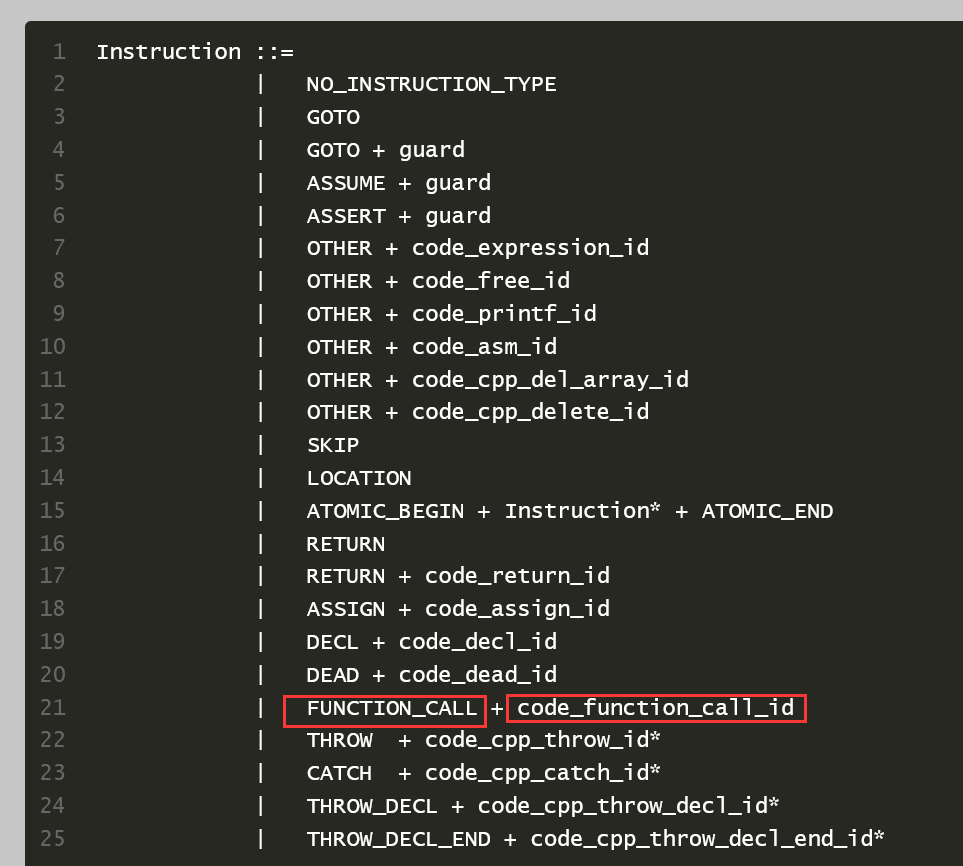 1 Instruction ::=
2 | NO_INSTRUCTION_TYPE
3 | GOTO
4 | GOTO + guard
5 | ASSUME + guard
6 | ASSERT + guard
7 | OTHER + code_expression_id
8 | OTHER + code_free_id
9 | OTHER + code_printf_id
10 | OTHER + code_asm_id
11 | OTHER + code_cpp_del_array_id
12 | OTHER + code_cpp_delete_id
13 | SKIP
14 | LOCATION
15 | ATOMIC_BEGIN + Instruction* + ATOMIC_END
16 | RETURN
17 | RETURN + code_return_id
18 | ASSIGN + code_assign_id
19 | DECL + code_decl_id
20 | DEAD + code_dead_id
21 | FUNCTION_CALL + code_function_call_id
22 | THROW  + code_cpp_throw_id*
23 | CATCH  + code_cpp_catch_id*
24 | THROW_DECL + code_cpp_throw_decl_id*
25 | THROW_DECL_END + code_cpp_throw_decl_end_id*